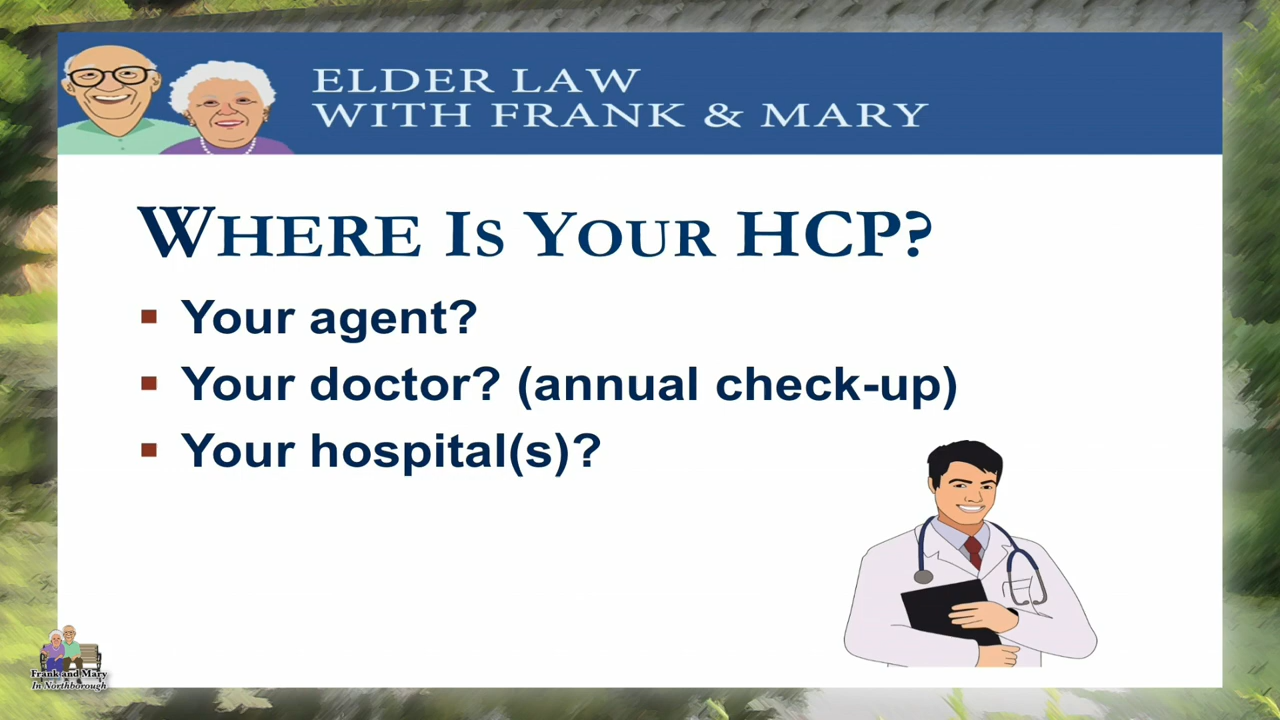 ELDER LAW
WITH FRANK & MARY
WHERE IS YOUR HCP?
Your agent?
Your doctor? (annual check-up)
Your hospital(s)?
Frank and Mary
In Northborough